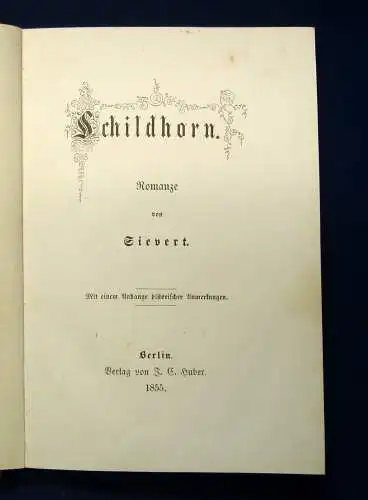 Schildhorn.
Romanze
von
Sievert.
Mit einem Anhange historischer Anmerkungen.
Berlin.
Verlag von J. C. Huber.
1855.